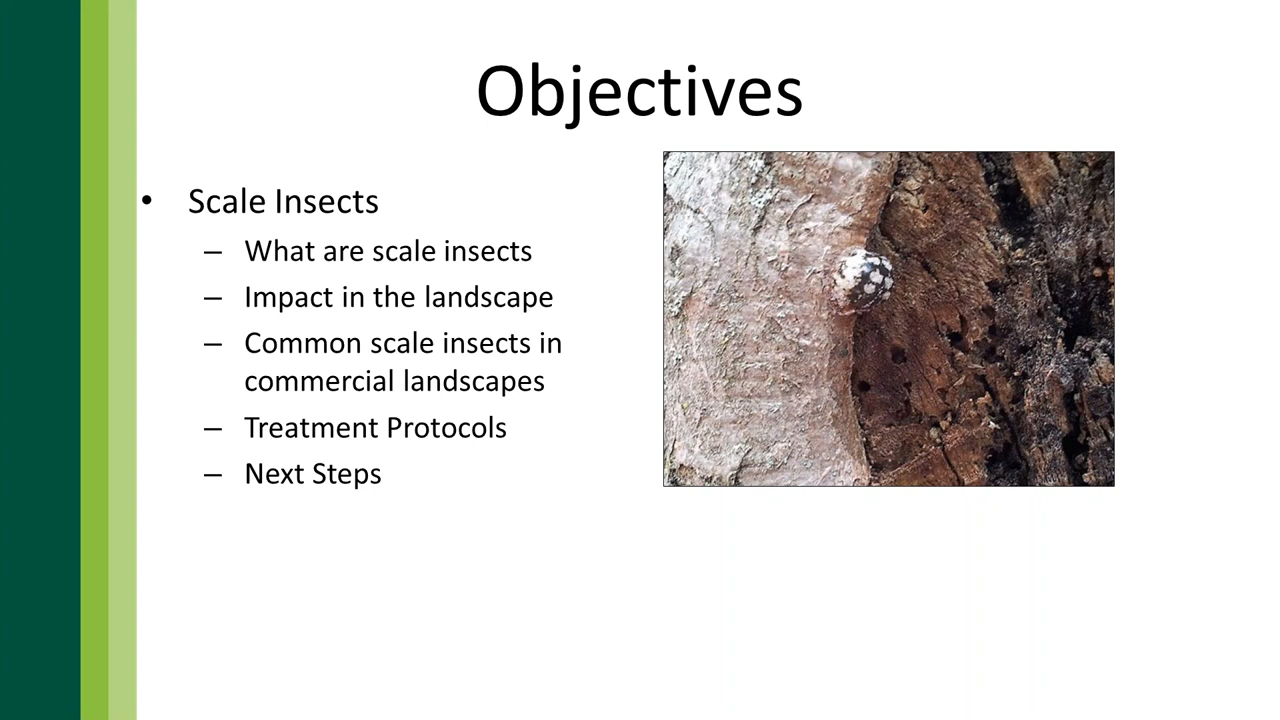 Objectives
• Scale Insects
– What are scale insects
– Impact in the landscape
– Common scale insects in
commercial landscapes
– Treatment Protocols
– Next Steps